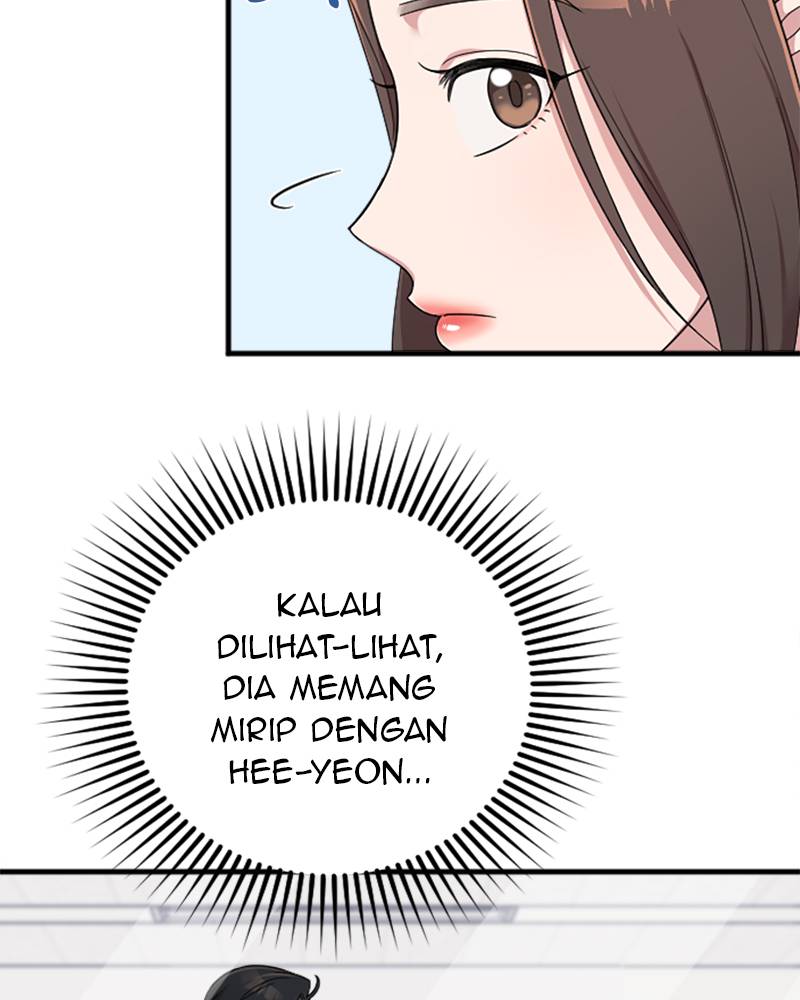 KALAU
DILIHAT-LIHAT,
DIA MEMANG
MIRIP DENGAN
HEE-YEON...